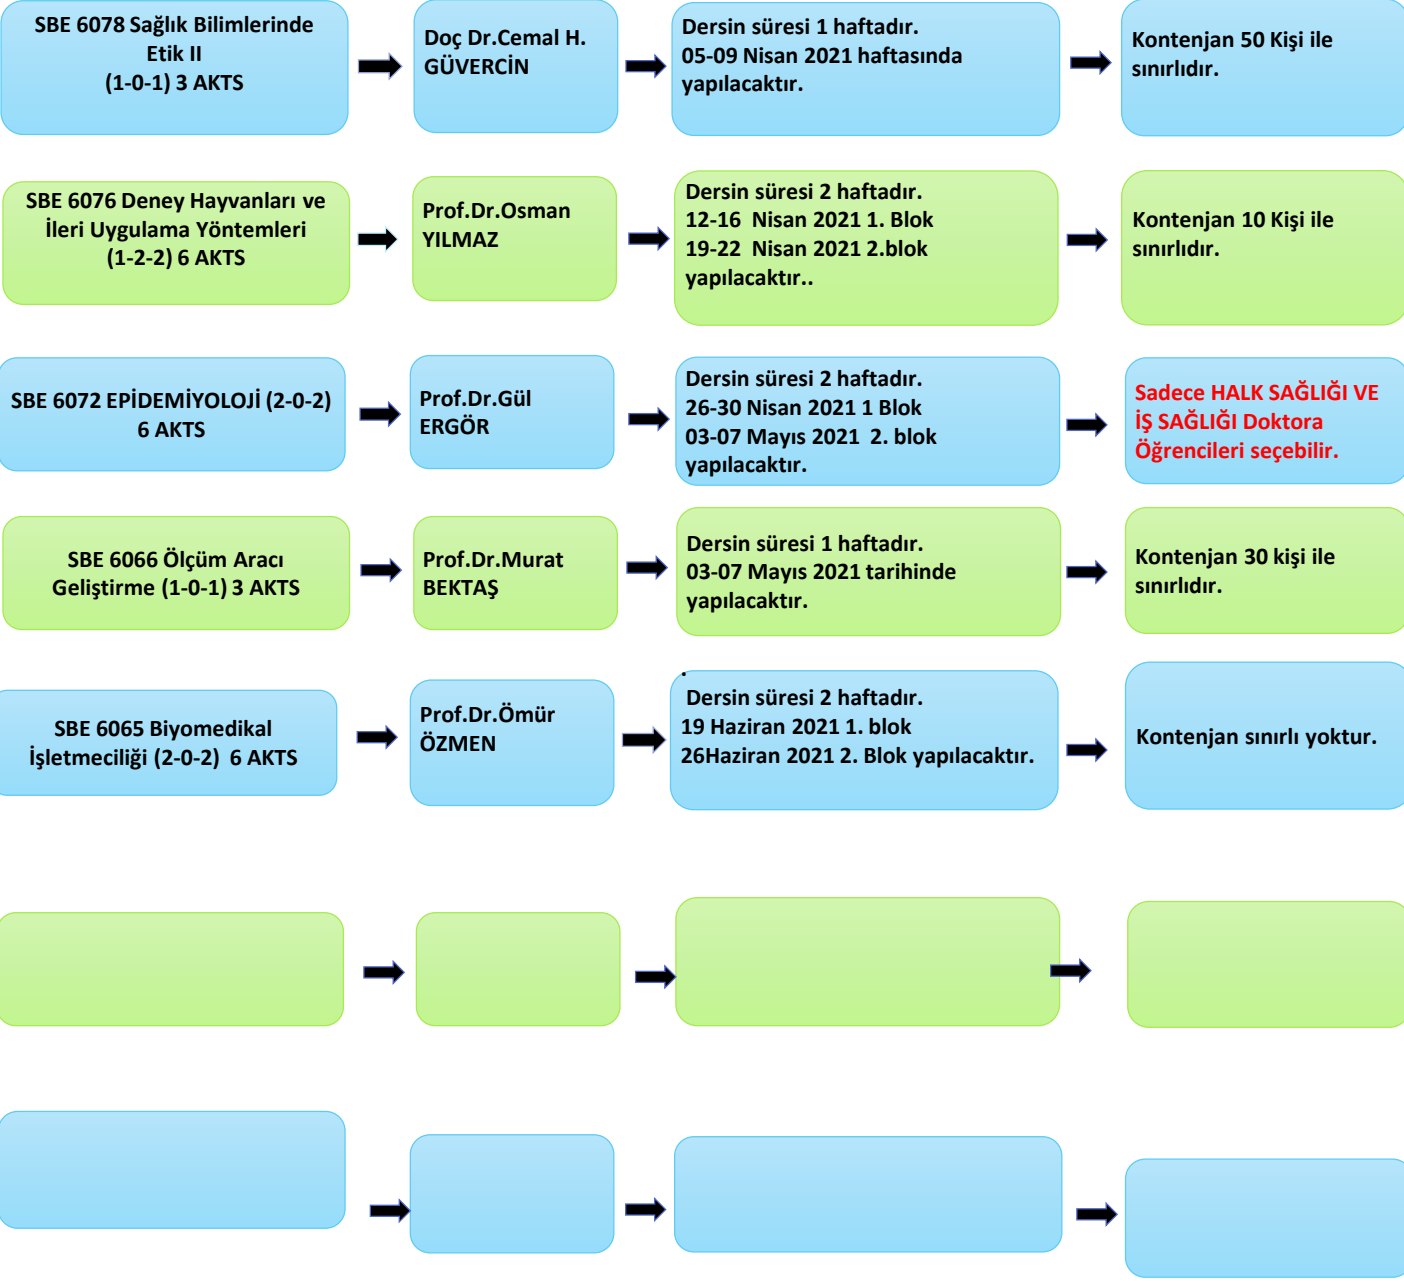 SBE 6078 Sağlık Bilimlerinde
Etik II
(1-0-1) 3 AKTS
Doç Dr.Cemal H.
GÜVERCİN
Dersin süresi 1 haftadır.
05-09 Nisan 2021 haftasında
yapılacaktır.
Kontenjan 50 Kişi ile
sınırlıdır.
SBE 6076 Deney Hayvanları ve
İleri Uygulama Yöntemleri
(1-2-2) 6 AKTS
Prof.Dr.Osman
YILMAZ
Dersin süresi 2 haftadır.
12-16 Nisan 2021 1. Blok
19-22 Nisan 2021 2.blok
yapılacaktır..
Kontenjan 10 Kişi ile
sınırlıdır.
SBE 6072 EPİDEMİYOLOJİ (2-0-2)
6 AKTS
Prof.Dr.Gül
ERGÖR
Dersin süresi 2 haftadır.
26-30 Nisan 2021 1 Blok
03-07 Mayıs 2021 2. blok
yapılacaktır.
Sadece HALK SAĞLIĞI VE
İŞ SAĞLIĞI Doktora
Öğrencileri seçebilir.
SBE 6066 Ölçüm Aracı
Geliştirme (1-0-1) 3 AKTS
Prof.Dr.Murat
BEKTAŞ
Dersin süresi 1 haftadır.
03-07 Mayıs 2021 tarihinde
yapılacaktır.
Kontenjan 30 kişi ile
sınırlıdır.
SBE 6065 Biyomedikal
İşletmeciliği (2-0-2) 6 AKTS
Prof.Dr.Ömür
ÖZMEN
.
Dersin süresi 2 haftadır.
19 Haziran 2021 1. blok
26Haziran 2021 2. Blok yapılacaktır.
Kontenjan sınırlı yoktur.